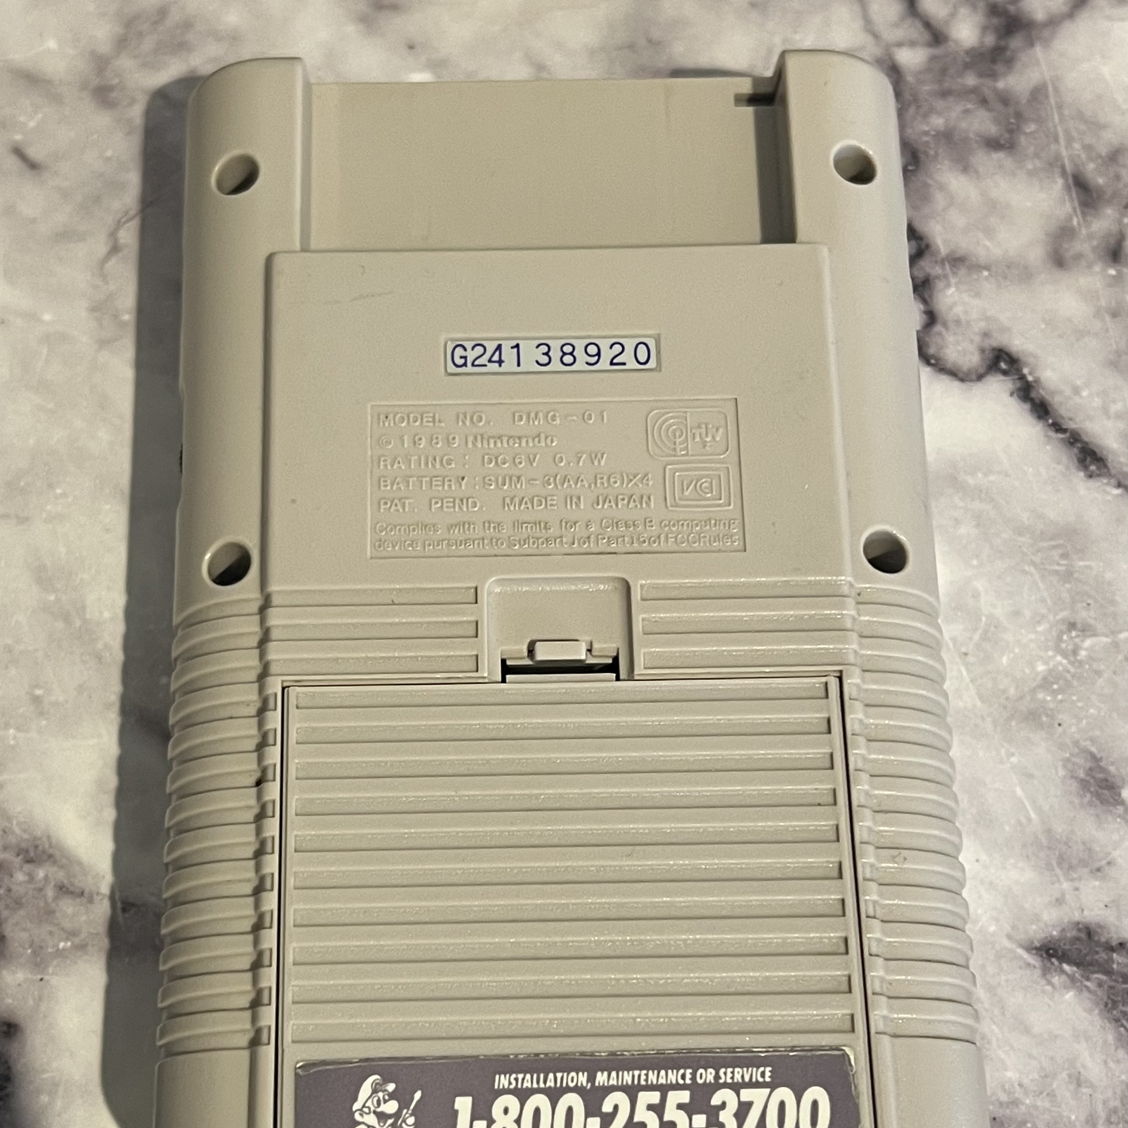 G24138920
MODEL NO. DMG-01
©1989 Nintendo
TÜV
RATING : DC6V 0.7W
BATTERY : SUM-3(AA,R6)X4
VCI
PAT. PEND. MADE IN JAPAN
Complies with the limits for a Class B computing
device pursuant to Subpart J of Part 15 of FCC Rules
INSTALLATION, MAINTENANCE OR SERVICE
1-800-255-3700